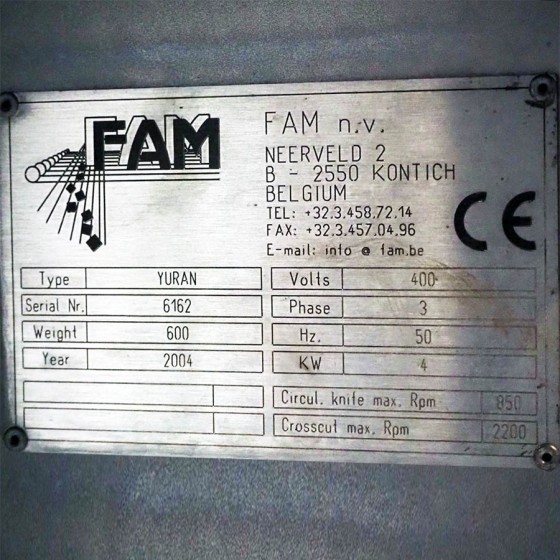 FAM
FAM n.v.
NEERVELD 2
B - 2550 KONTICH
BELGIUM
TEL: +32.3.458.72.14
FAX: +32.3.457.04.96
E-mail: info @ fam.be
CE
Type YURAN
Serial Nr. 6162
Weight 600
Year 2004
Volts 400
Phase 3
Hz. 50
KW 4
Circul. knife max. Rpm 850
Crosscut max. Rpm 2200